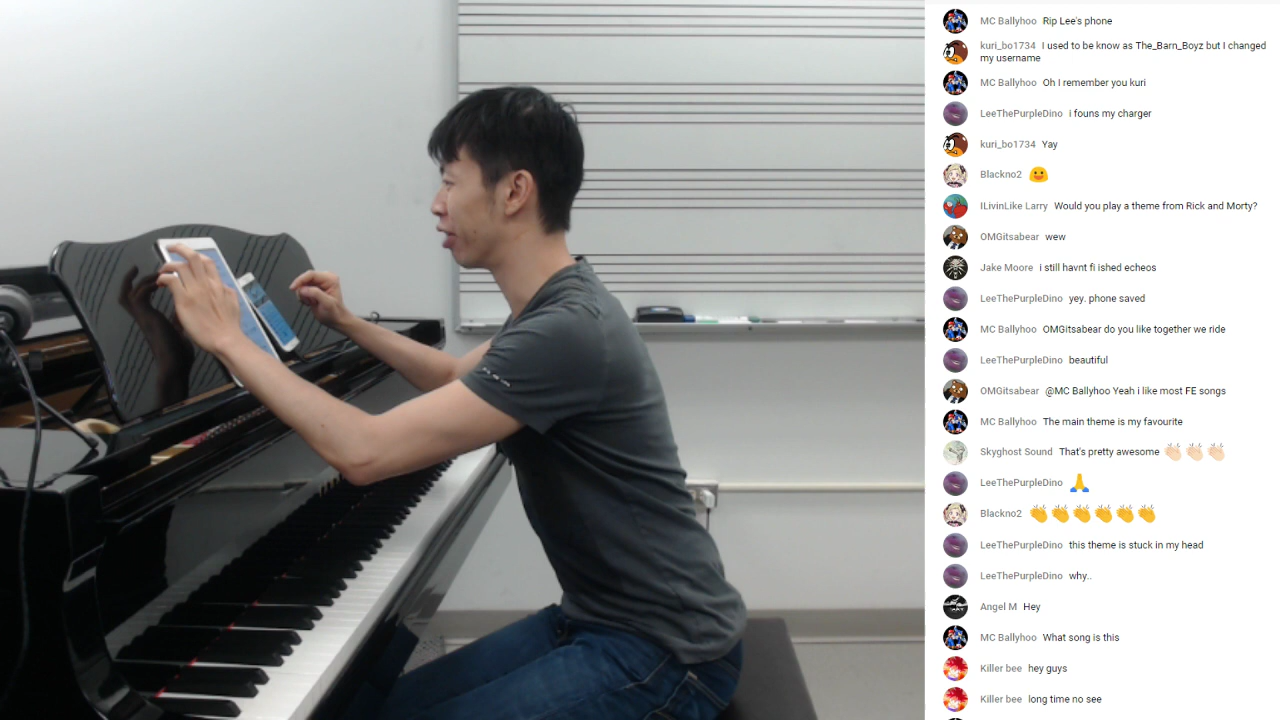 MC Ballyhoo Rip Lee's phone
kuri_bo1734 I used to be know as The_Barn_Boyz but I changed
my username
MC Ballyhoo Oh I remember you kuri
LeeThePurpleDino i founs my charger
kuri_bo1734 Yay
Blackno2
ILivinLike Larry Would you play a theme from Rick and Morty?
OMGitsabear wew
Jake Moore i still havnt fi ished echeos
LeeThePurpleDino yey. phone saved
MC Ballyhoo OMGitsabear do you like together we ride
LeeThePurpleDino beautiful
OMGitsabear @MC Ballyhoo Yeah i like most FE songs
MC Ballyhoo The main theme is my favourite
Skyghost Sound That's pretty awesome 👏🏻👏🏻👏🏻
LeeThePurpleDino 🙏
Blackno2 👏👏👏👏👏👏
LeeThePurpleDino this theme is stuck in my head
LeeThePurpleDino why..
Angel M Hey
MC Ballyhoo What song is this
Killer bee hey guys
Killer bee long time no see